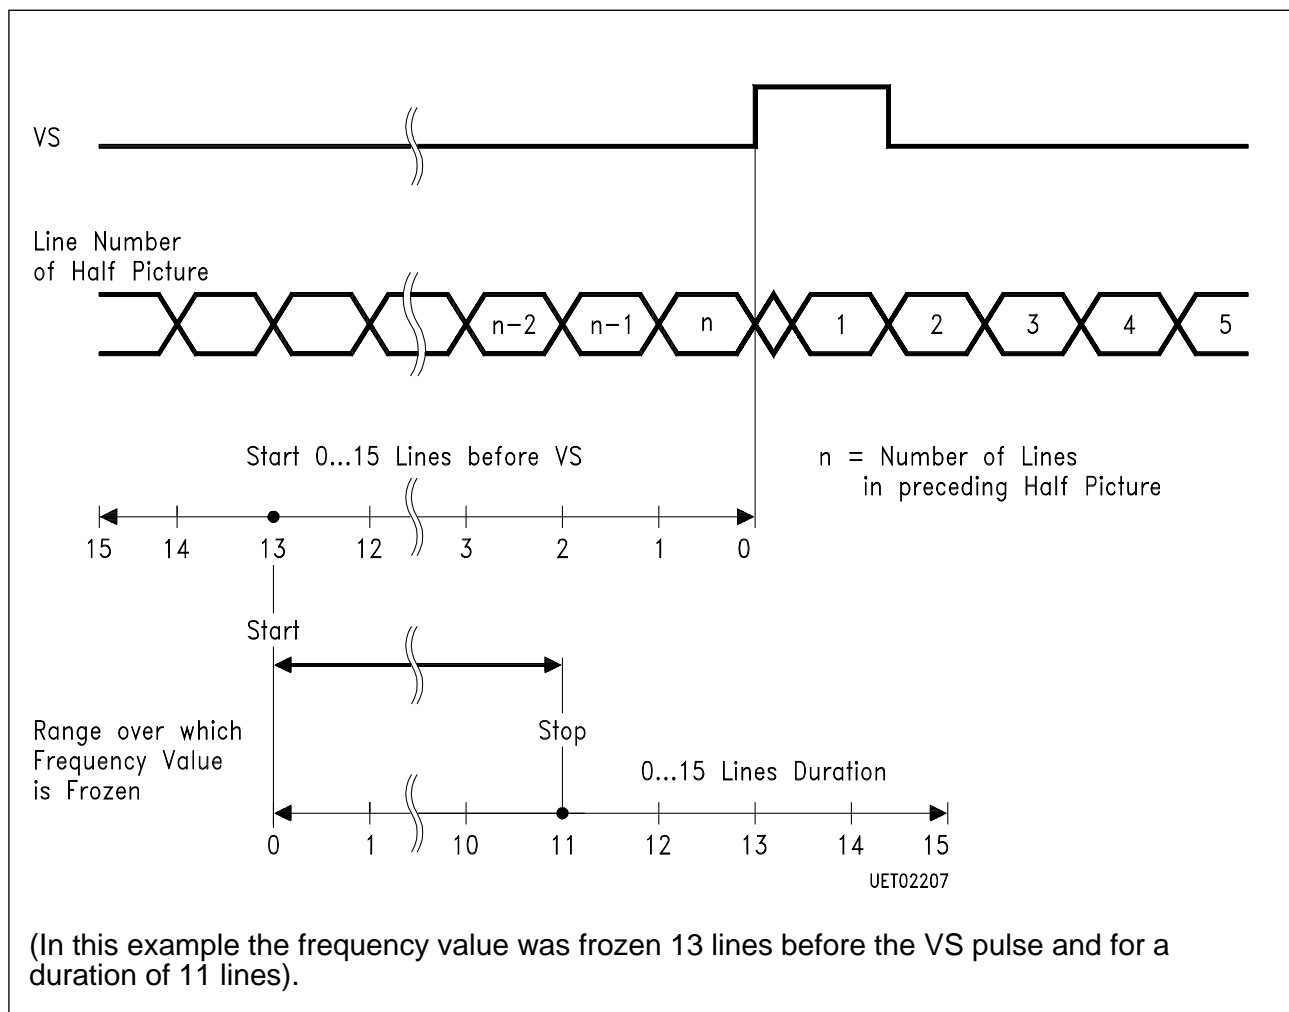 VS
Line Number
of Half Picture
n-2 n-1 n 1 2 3 4 5
Start 0...15 Lines before VS
n = Number of Lines
in preceding Half Picture
15 14 13 12 3 2 1 0
Start
Range over which
Frequency Value
is Frozen
Stop
0...15 Lines Duration
0 1 10 11 12 13 14 15
UET02207
(In this example the frequency value was frozen 13 lines before the VS pulse and for a
duration of 11 lines).